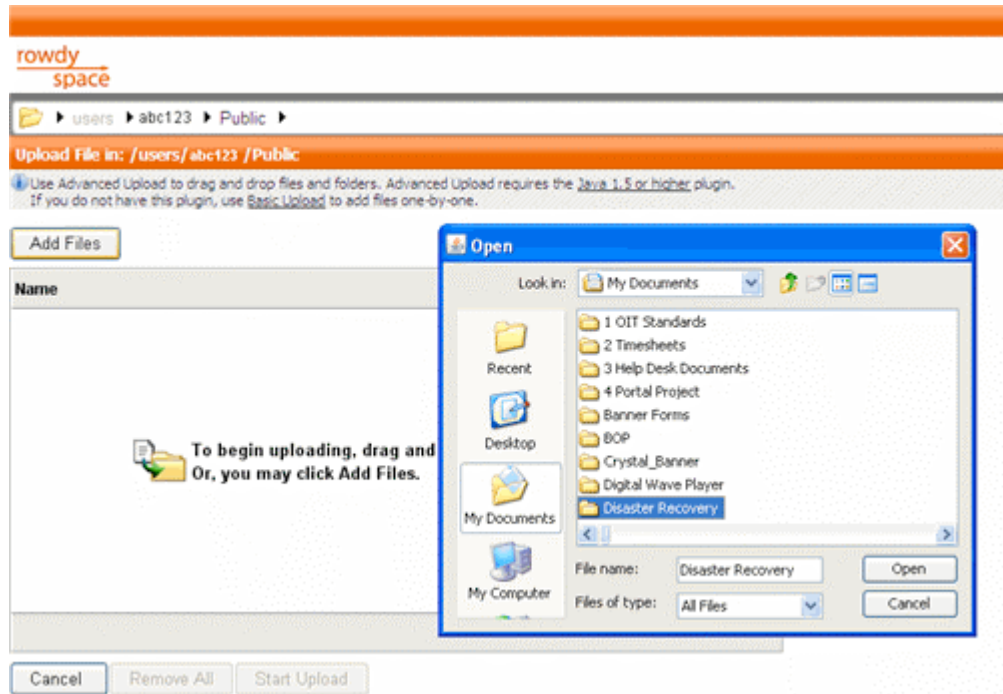 rowdy
space
users abc123 Public
Upload File in: /users/abc123 /Public
Use Advanced Upload to drag and drop files and folders. Advanced Upload requires the Java 1.5 or higher plugin.
If you do not have this plugin, use Basic Upload to add files one-by-one.
Add Files
Name
To begin uploading, drag and
Or, you may click Add Files.
Cancel
Remove All
Start Upload
Open
Look in:
My Documents
Recent
Desktop
My Documents
My Computer
1 OIT Standards
2 Timesheets
3 Help Desk Documents
4 Portal Project
Banner Forms
BOP
Crystal_Banner
Digital Wave Player
Disaster Recovery
File name:
Disaster Recovery
Open
Files of type:
All Files
Cancel